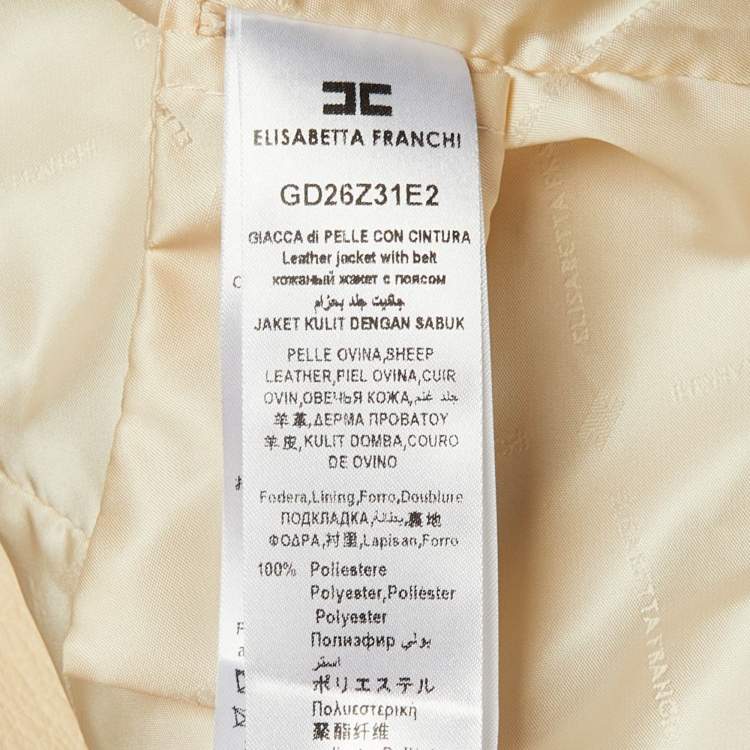 ELISABETTA FRANCHI
GD26Z31E2
GIACCA di PELLE CON CINTURA
Leather jacket with belt
кожаный жакет с поясом
جاكيت جلد بحزام
JAKET KULIT DENGAN SABUK
PELLE OVINA,SHEEP
LEATHER,PIEL OVINA,CUIR
OVIN,ОВЕЧЬЯ КОЖА,جلد غنم,
羊革,ΔΕΡΜΑ ΠΡΟΒΑΤΟΥ
羊皮,KULIT DOMBA,COURO
DE OVINO
Fodera,Lining,Forro,Doublure
ПОДКЛАДКА,بطانة,裏地
ΦΟΔΡΑ,衬里,Lapisan,Forro
100% Poliestere
Polyester,Poliéster
Polyester
Полиэфир بولي
استر
ポリエステル
Πολυεστερική
聚酯纤维
ELISABETTA FRANCHI